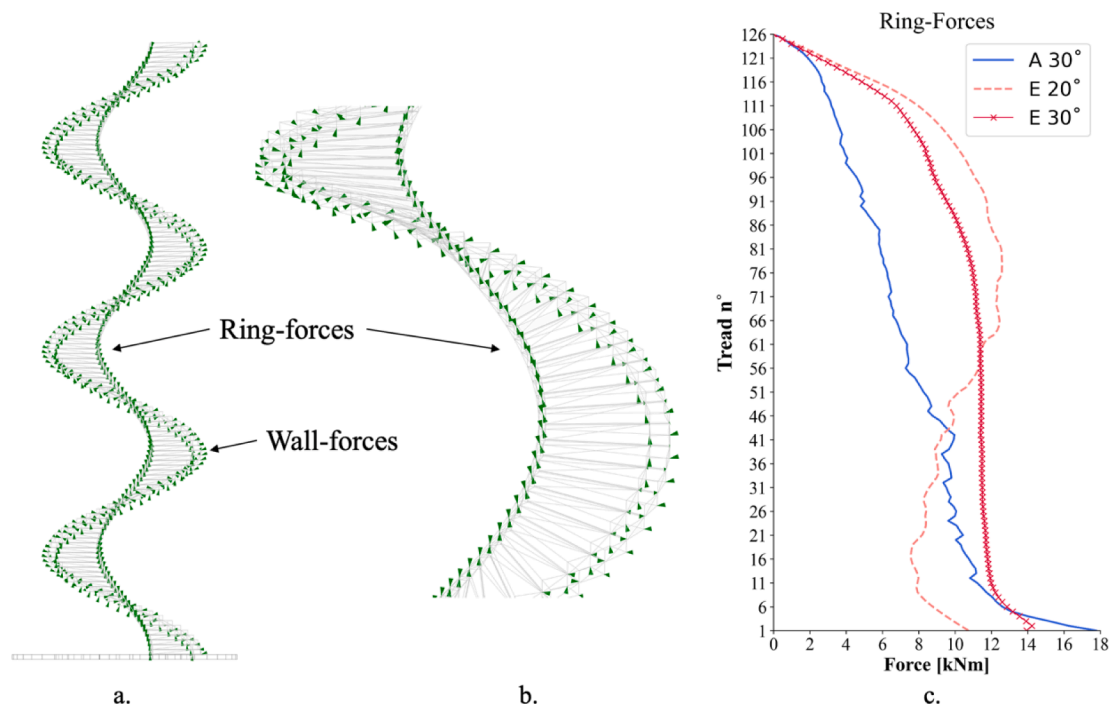 Ring-forces
Wall-forces
a.
b.
Ring-Forces
A 30°
E 20°
E 30°
Tread n°
126
121
116
111
106
101
96
91
86
81
76
71
66
61
56
51
46
41
36
31
26
21
16
11
6
1
0 2 4 6 8 10 12 14 16 18
Force [kNm]
c.